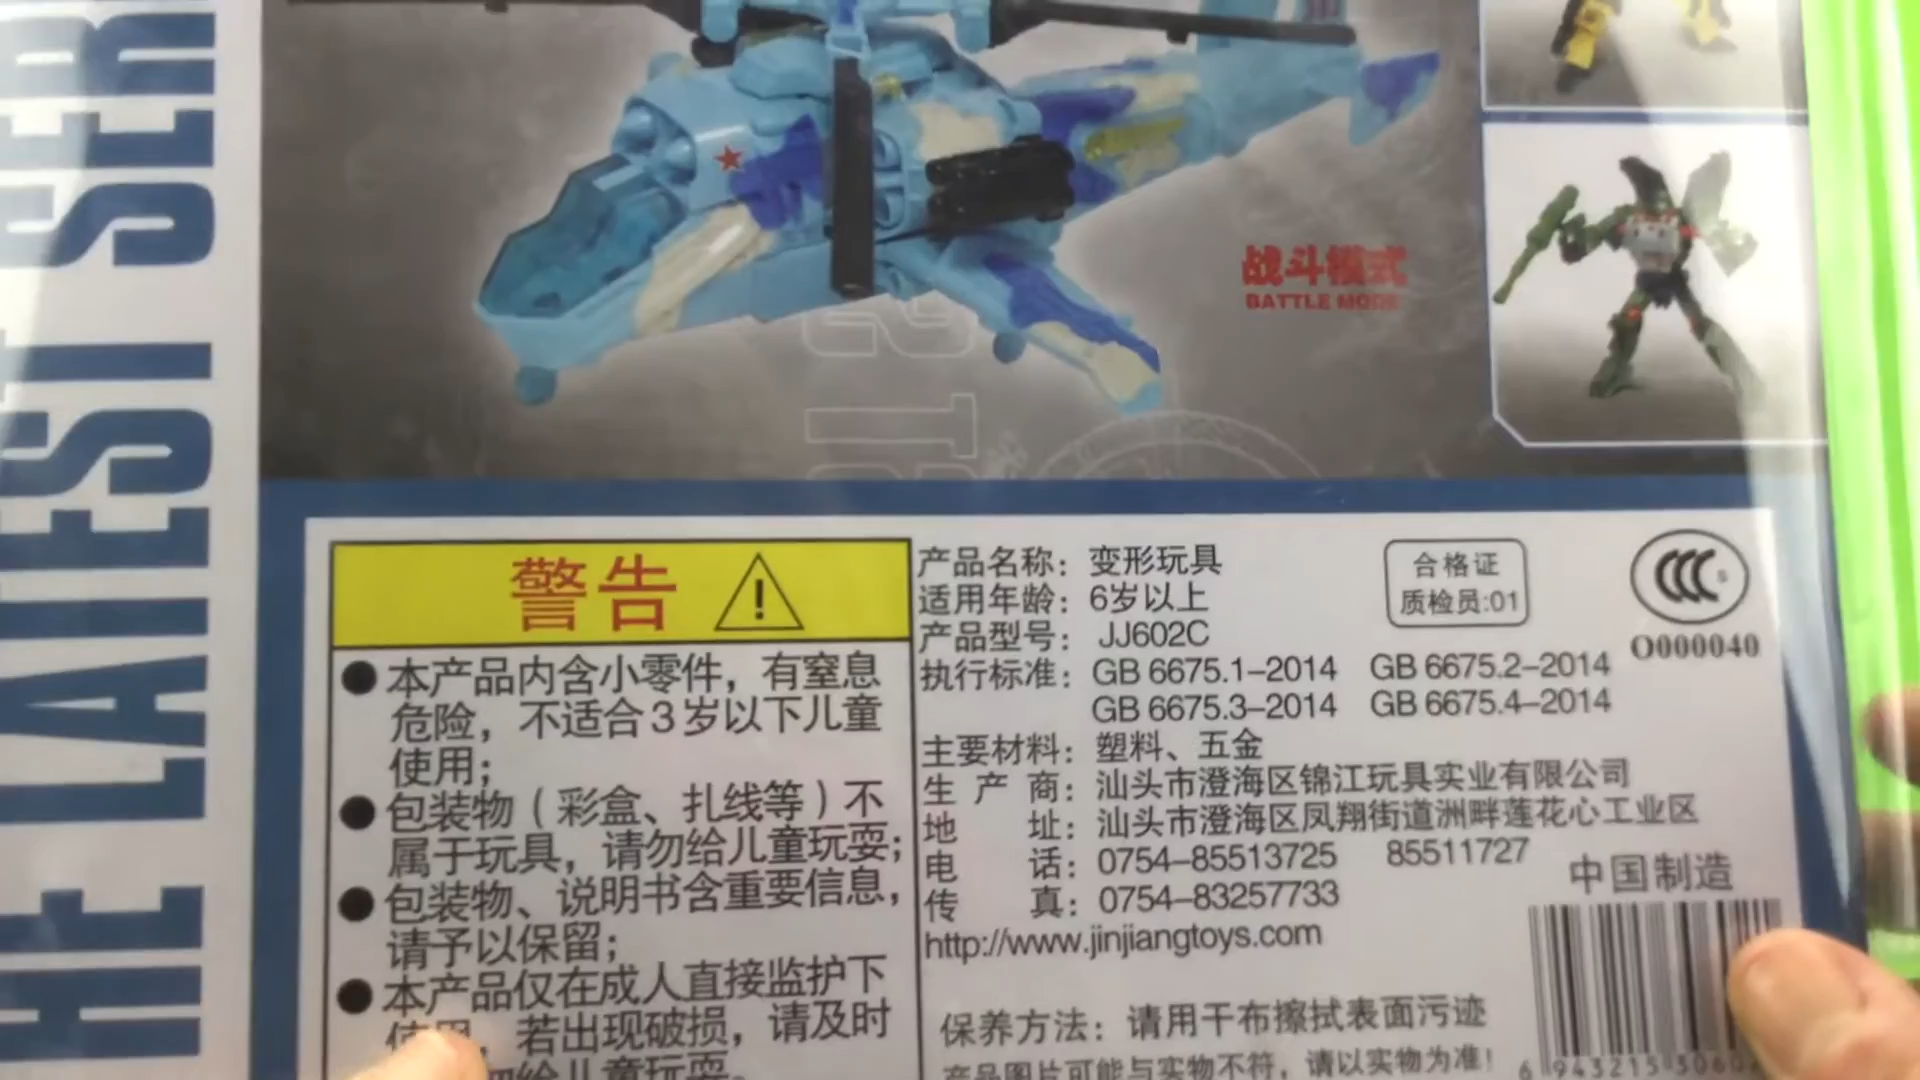 THE LATEST SER
战斗模式
BATTLE MODE
警告
本产品内含小零件，有窒息
危险，不适合3岁以下儿童
使用；
包装物（彩盒、扎线等）不
属于玩具，请勿给儿童玩耍；
包装物、说明书含重要信息，
请予以保留；
本产品仅在成人直接监护下
使用，若出现破损，请及时
勿给儿童玩耍。
产品名称：变形玩具
适用年龄：6岁以上
产品型号：JJ602C
执行标准：GB 6675.1-2014 GB 6675.2-2014
GB 6675.3-2014 GB 6675.4-2014
主要材料：塑料、五金
生产商：汕头市澄海区锦江玩具实业有限公司
地址：汕头市澄海区凤翔街道洲畔莲花心工业区
电话：0754-85513725 85511727
传真：0754-83257733
http://www.jinjiangtoys.com
保养方法：请用干布擦拭表面污迹
产品图片可能与实物不符，请以实物为准！
合格证
质检员:01
CCC S
O000040
中国制造
6 943215 3060